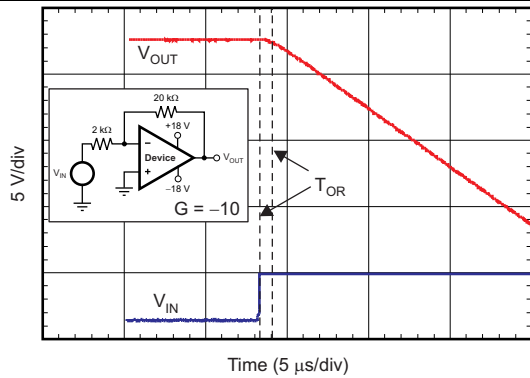 V_OUT
20 kΩ
+18 V
2 kΩ
−
Device
V_OUT
V_IN
+
−18 V
G = −10
T_OR
V_IN
5 V/div
Time (5 μs/div)